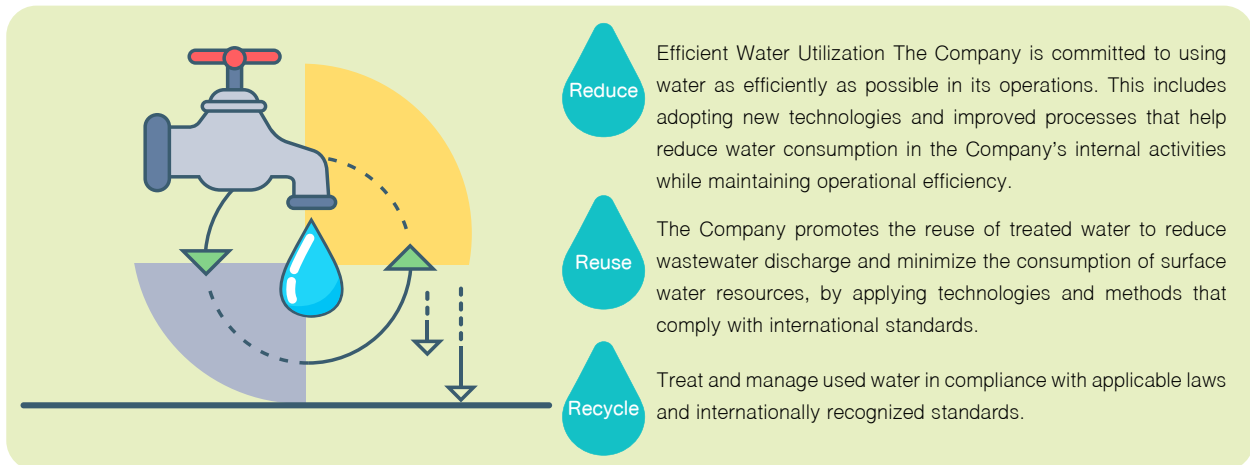 Reduce
Efficient Water Utilization The Company is committed to using
water as efficiently as possible in its operations. This includes
adopting new technologies and improved processes that help
reduce water consumption in the Company's internal activities
while maintaining operational efficiency.
Reuse
The Company promotes the reuse of treated water to reduce
wastewater discharge and minimize the consumption of surface
water resources, by applying technologies and methods that
comply with international standards.
Recycle
Treat and manage used water in compliance with applicable laws
and internationally recognized standards.